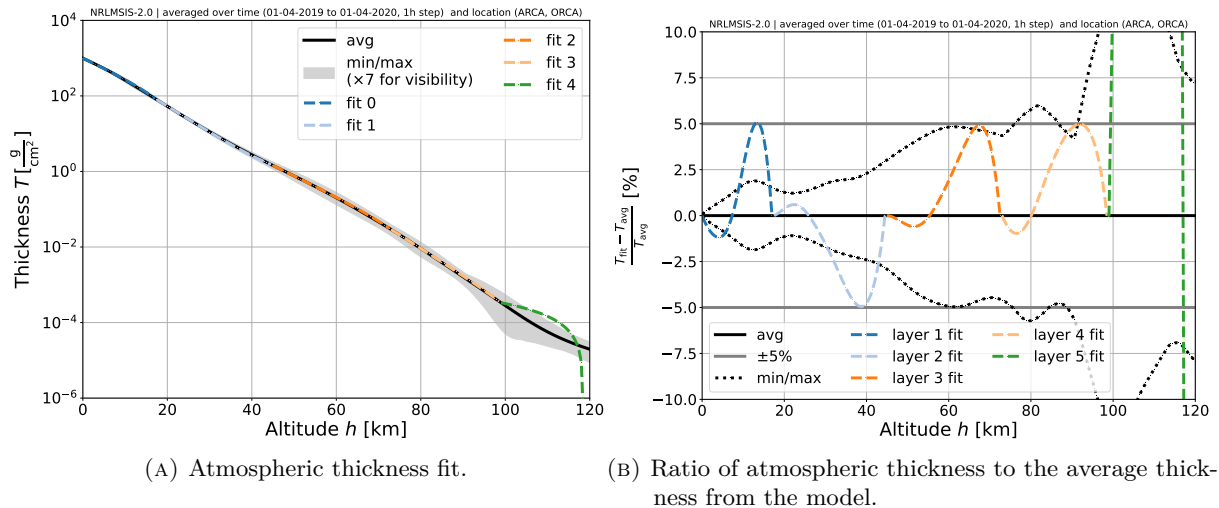 NRLMSIS-2.0 | averaged over time (01-04-2019 to 01-04-2020, 1h step)  and location (ARCA, ORCA)
10⁴
10²
10⁰
10⁻²
10⁻⁴
10⁻⁶
Thickness T [g/cm²]
avg
min/max
(×7 for visibility)
fit 0
fit 1
fit 2
fit 3
fit 4
0 20 40 60 80 100 120
Altitude h [km]
(A) Atmospheric thickness fit.
NRLMSIS-2.0 | averaged over time (01-04-2019 to 01-04-2020, 1h step)  and location (ARCA, ORCA)
10.0
7.5
5.0
2.5
0.0
−2.5
−5.0
−7.5
−10.0
(T_fit − T_avg)/T_avg [%]
avg
±5%
min/max
layer 1 fit
layer 2 fit
layer 3 fit
layer 4 fit
layer 5 fit
0 20 40 60 80 100 120
Altitude h [km]
(B) Ratio of atmospheric thickness to the average thick-
ness from the model.